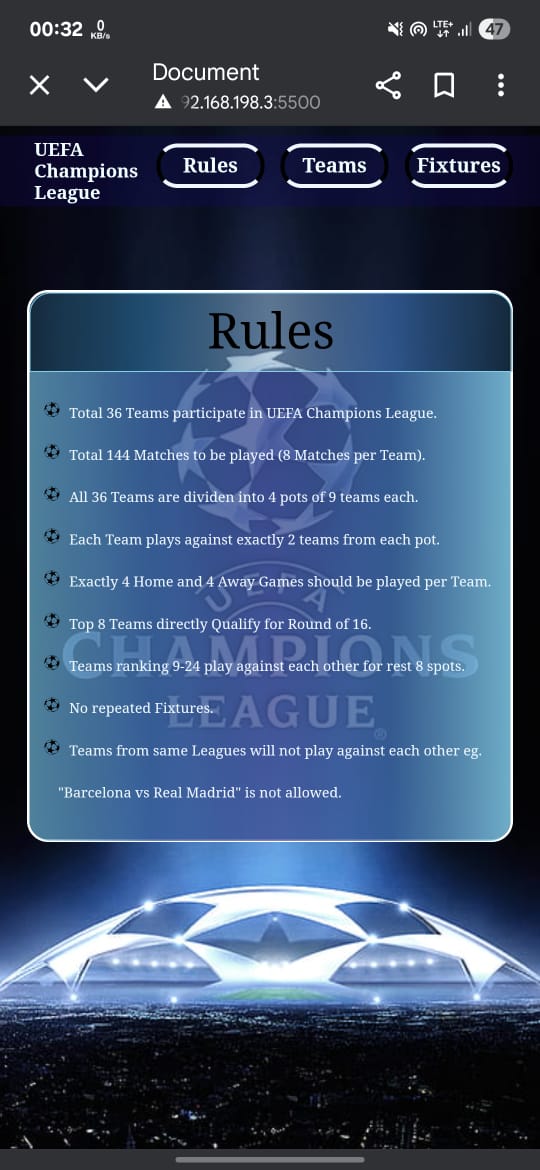 00:32 0 KB/s LTE+ 47
Document
92.168.198.3:5500
UEFA
Champions
League
Rules Teams Fixtures
Rules
Total 36 Teams participate in UEFA Champions League.
Total 144 Matches to be played (8 Matches per Team).
All 36 Teams are dividen into 4 pots of 9 teams each.
Each Team plays against exactly 2 teams from each pot.
Exactly 4 Home and 4 Away Games should be played per Team.
UEFA
Top 8 Teams directly Qualify for Round of 16.
CHAMPIONS
Teams ranking 9-24 play against each other for rest 8 spots.
No repeated Fixtures.
LEAGUE®
Teams from same Leagues will not play against each other eg.
"Barcelona vs Real Madrid" is not allowed.